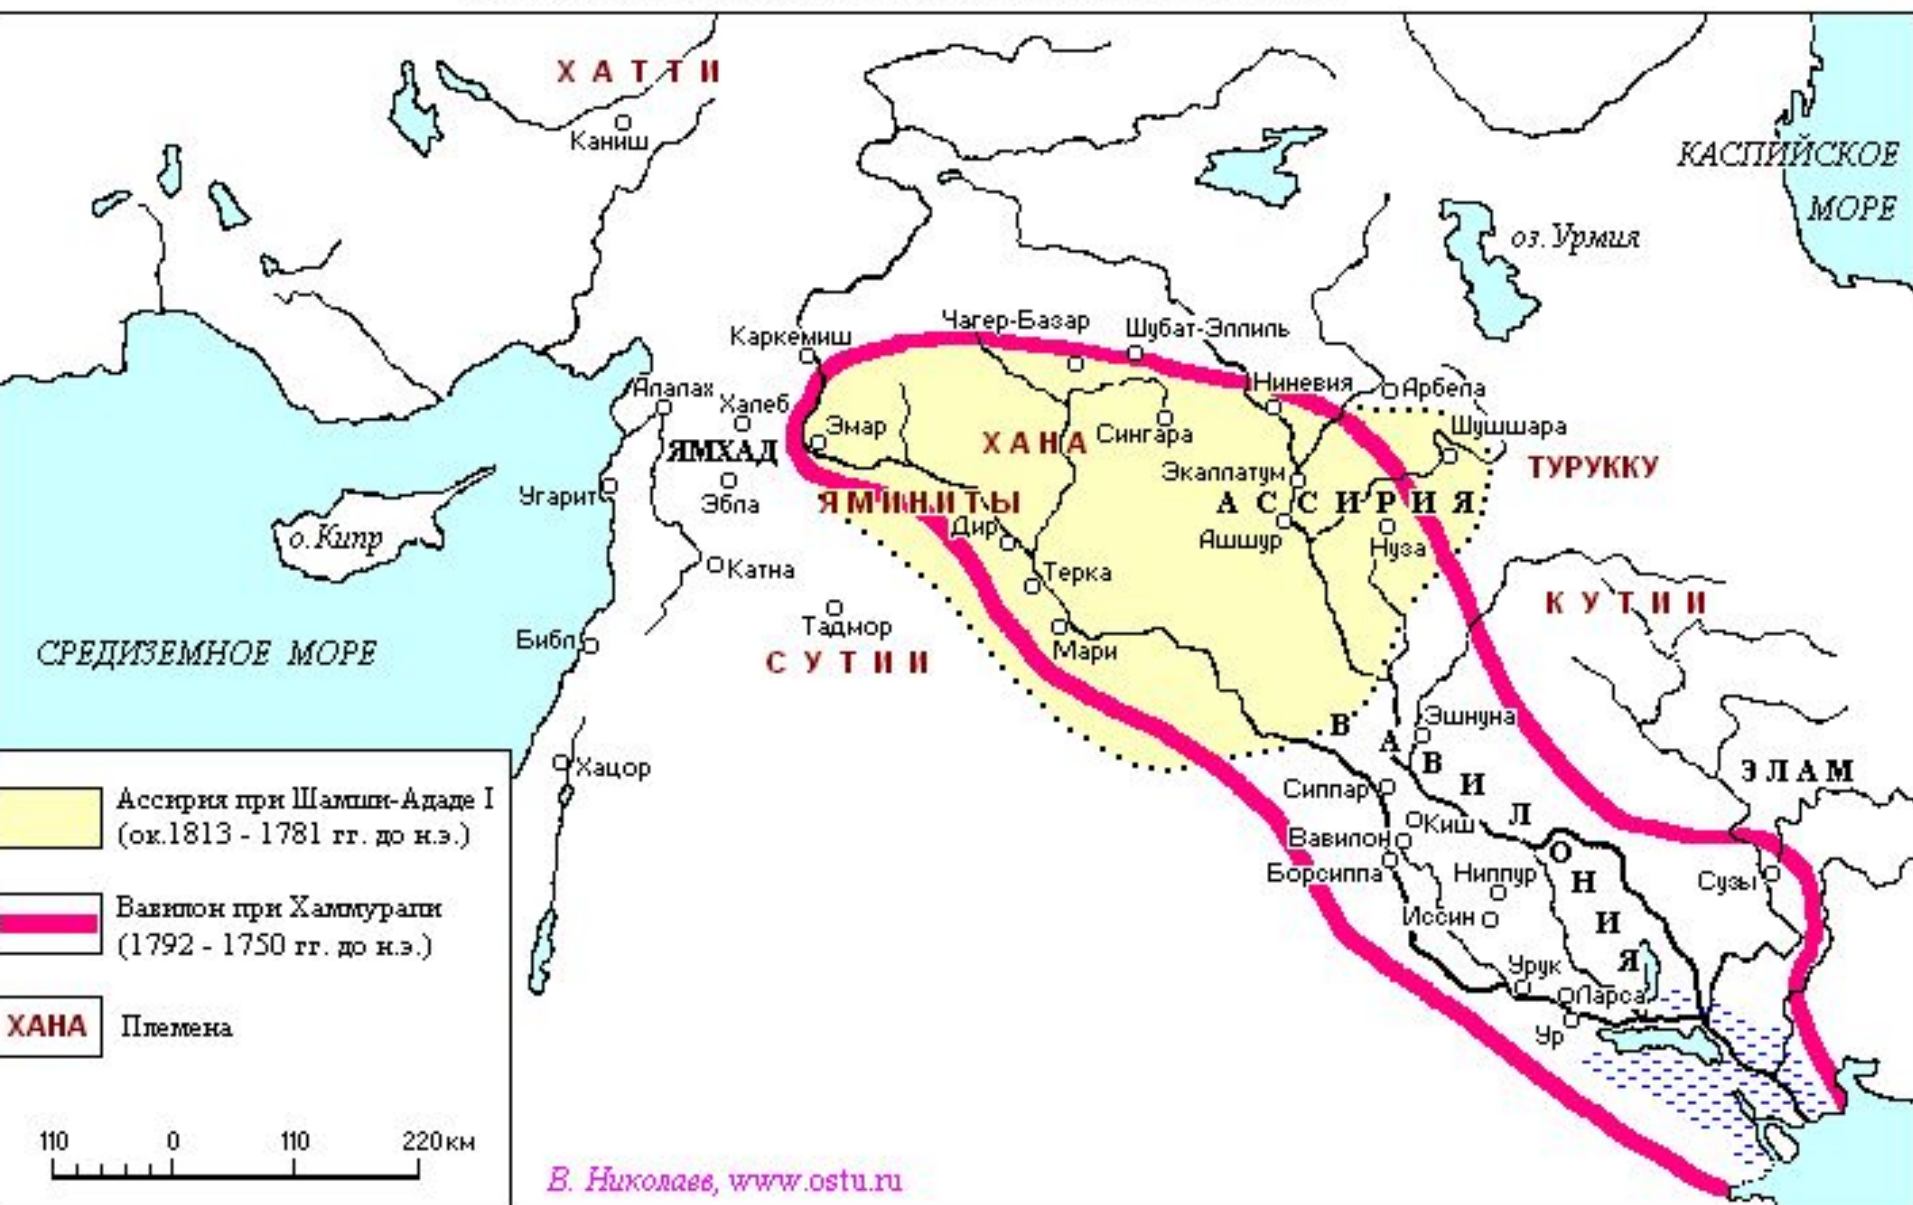 ХАТТИ
Каниш
КАСПИЙСКОЕ
МОРЕ
оз. Урмия
Каркемиш
Чагер-Базар
Шубат-Эллиль
Ниневия
Арбела
Алалах
Халеб
Эмар
ХАНА
Сингара
Шушшара
ЯМХАД
ТУРУККУ
Экаллатум
Угарит
Эбла
ЯМИНИТЫ
АССИРИЯ
Дир
Ашшур
Нуза
о. Кипр
Катна
Терка
КУТИИ
Тадмор
Библ
СРЕДИЗЕМНОЕ МОРЕ
СУТИИ
Мари
Эшнуна
ВАВИЛОНИЯ
Хацор
ЭЛАМ
Сиппар
Киш
Вавилон
Борсиппа
Ниппур
Сузы
Иссин
Урук
Ларса
Ур
Ассирия при Шамши-Ададе I
(ок.1813 - 1781 гг. до н.э.)
Вавилон при Хаммурапи
(1792 - 1750 гг. до н.э.)
ХАНА Племена
110 0 110 220 км
В. Николаев, www.ostu.ru